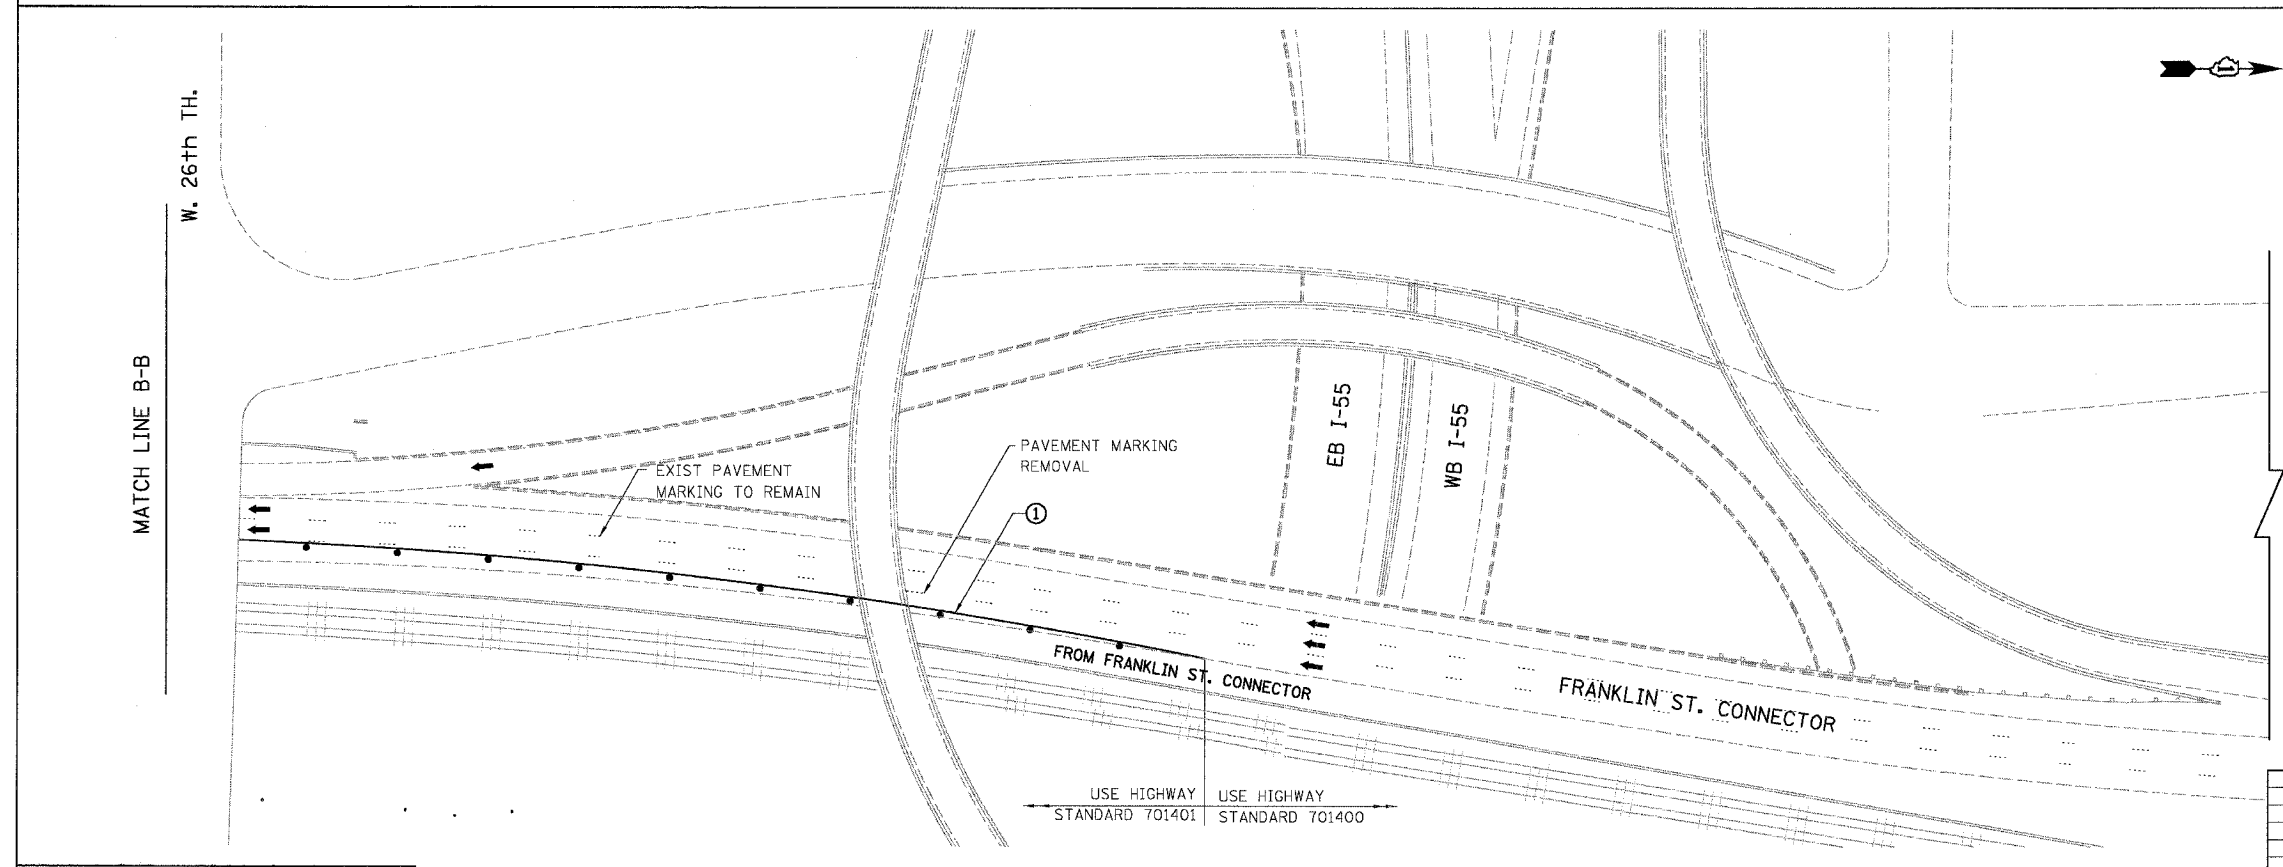 W. 26th TH.
MATCH LINE B-B
EXIST PAVEMENT
MARKING TO REMAIN
PAVEMENT MARKING
REMOVAL
1
EB I-55
WB I-55
FROM FRANKLIN ST. CONNECTOR
FRANKLIN ST. CONNECTOR
USE HIGHWAY
STANDARD 701401
USE HIGHWAY
STANDARD 701400